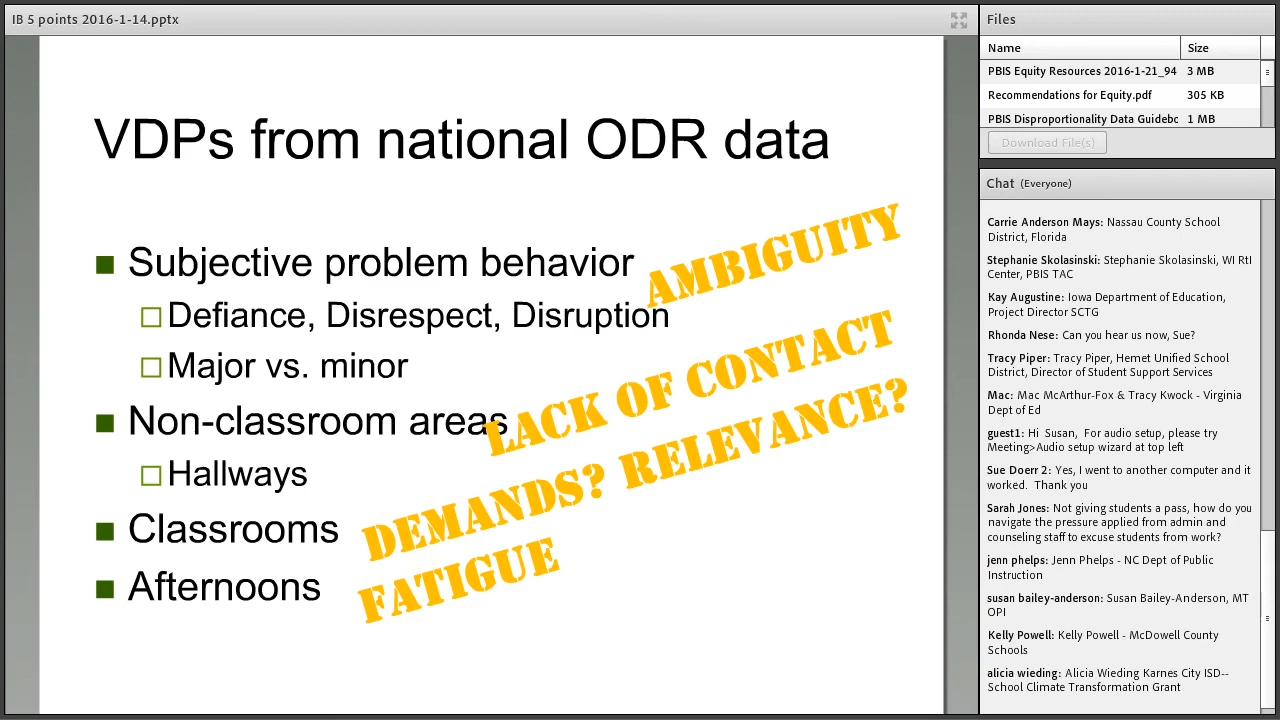 IB 5 points 2016-1-14.pptx
VDPs from national ODR data
Subjective problem behavior
AMBIGUITY
Defiance, Disrespect, Disruption
Major vs. minor
Non-classroom areas
LACK OF CONTACT
Hallways
Classrooms
DEMANDS? RELEVANCE?
Afternoons
FATIGUE
Files
Name Size
PBIS Equity Resources 2016-1-21_94 3 MB
Recommendations for Equity.pdf 305 KB
PBIS Disproportionality Data Guidebc 1 MB
Download File(s)
Chat (Everyone)
Carrie Anderson Mays: Nassau County School
District, Florida
Stephanie Skolasinski: Stephanie Skolasinski, WI RtI
Center, PBIS TAC
Kay Augustine: Iowa Department of Education,
Project Director SCTG
Rhonda Nese: Can you hear us now, Sue?
Tracy Piper: Tracy Piper, Hemet Unified School
District, Director of Student Support Services
Mac: Mac McArthur-Fox & Tracy Kwock - Virginia
Dept of Ed
guest1: Hi Susan, For audio setup, please try
Meeting>Audio setup wizard at top left
Sue Doerr 2: Yes, I went to another computer and it
worked. Thank you
Sarah Jones: Not giving students a pass, how do you
navigate the pressure applied from admin and
counseling staff to excuse students from work?
jenn phelps: Jenn Phelps - NC Dept of Public
Instruction
susan bailey-anderson: Susan Bailey-Anderson, MT
OPI
Kelly Powell: Kelly Powell - McDowell County
Schools
alicia wieding: Alicia Wieding Karnes City ISD--
School Climate Transformation Grant